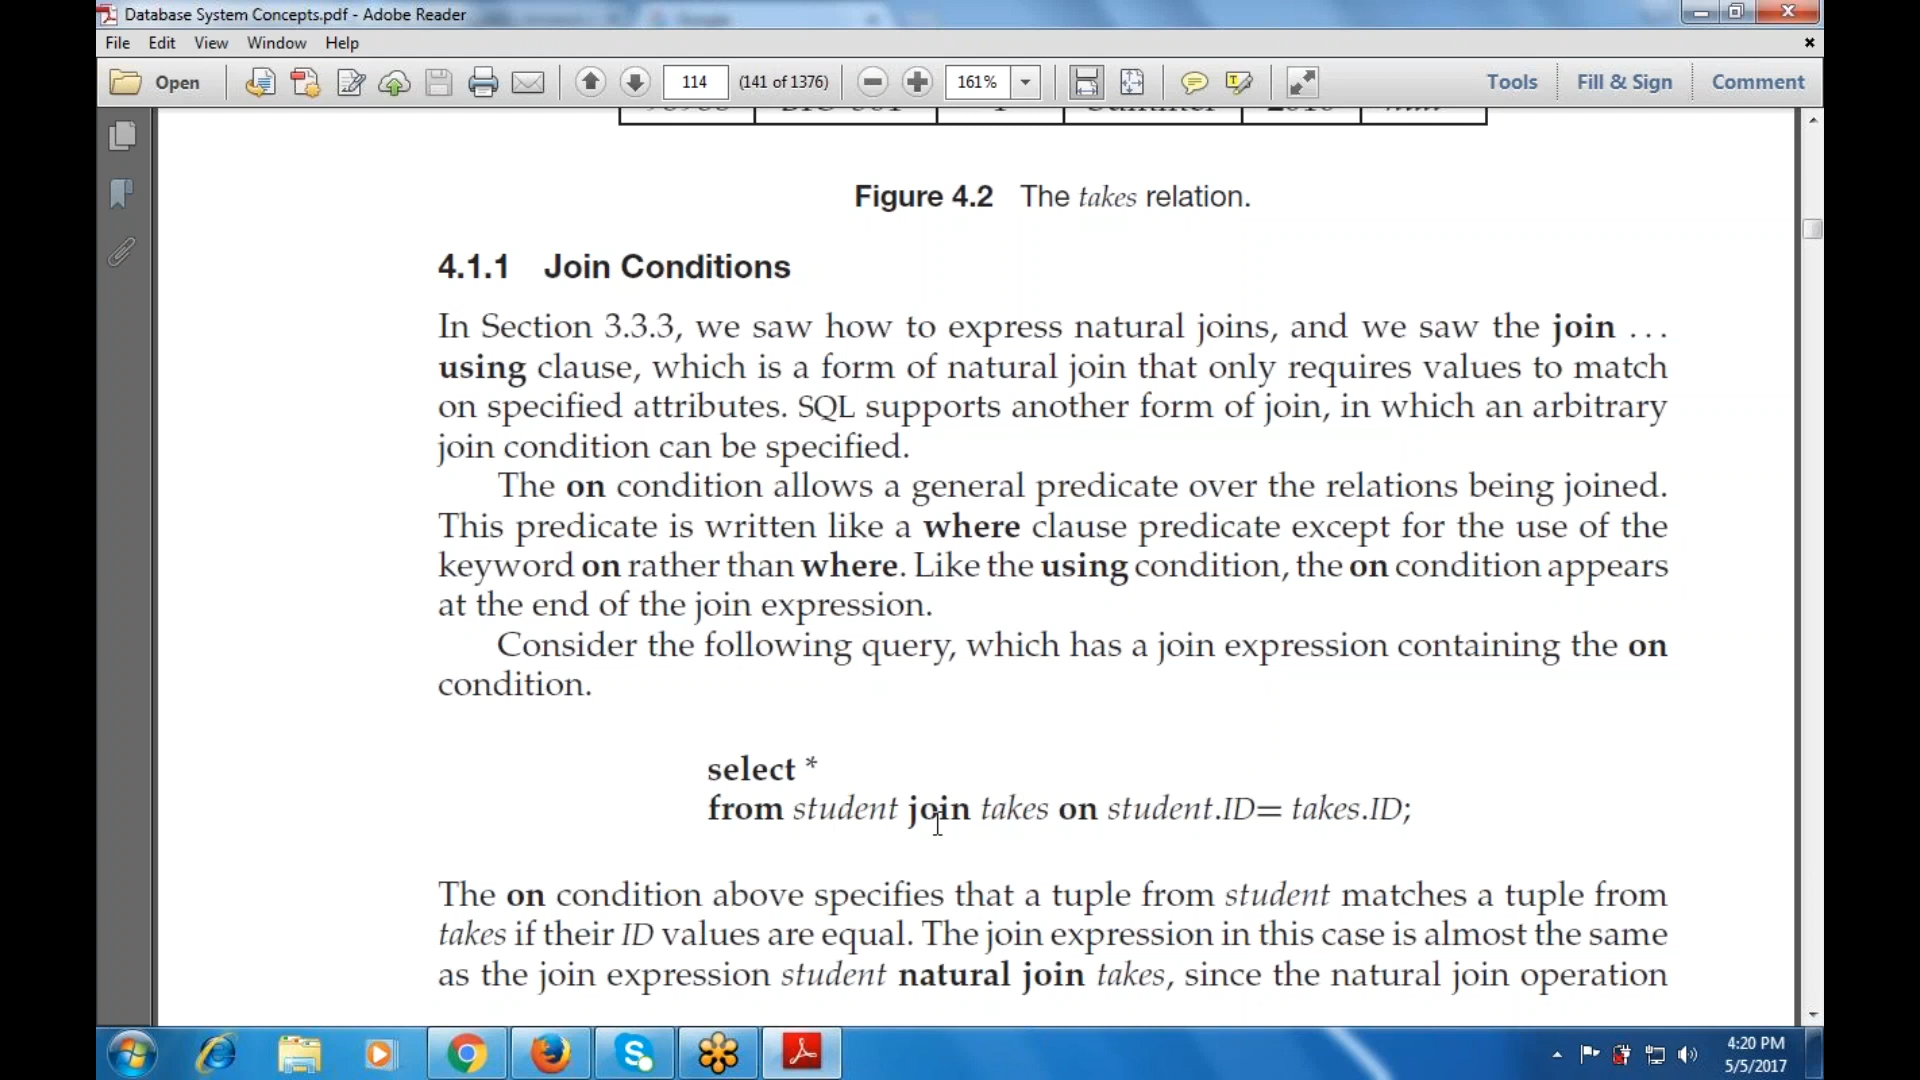 Database System Concepts.pdf - Adobe Reader
File Edit View Window Help
Open 114 (141 of 1376) 161% Tools Fill & Sign Comment
Figure 4.2 The takes relation.
4.1.1 Join Conditions
In Section 3.3.3, we saw how to express natural joins, and we saw the join ...
using clause, which is a form of natural join that only requires values to match
on specified attributes. SQL supports another form of join, in which an arbitrary
join condition can be specified.
The on condition allows a general predicate over the relations being joined.
This predicate is written like a where clause predicate except for the use of the
keyword on rather than where. Like the using condition, the on condition appears
at the end of the join expression.
Consider the following query, which has a join expression containing the on
condition.
select *
from student join takes on student.ID= takes.ID;
The on condition above specifies that a tuple from student matches a tuple from
takes if their ID values are equal. The join expression in this case is almost the same
as the join expression student natural join takes, since the natural join operation
4:20 PM
5/5/2017